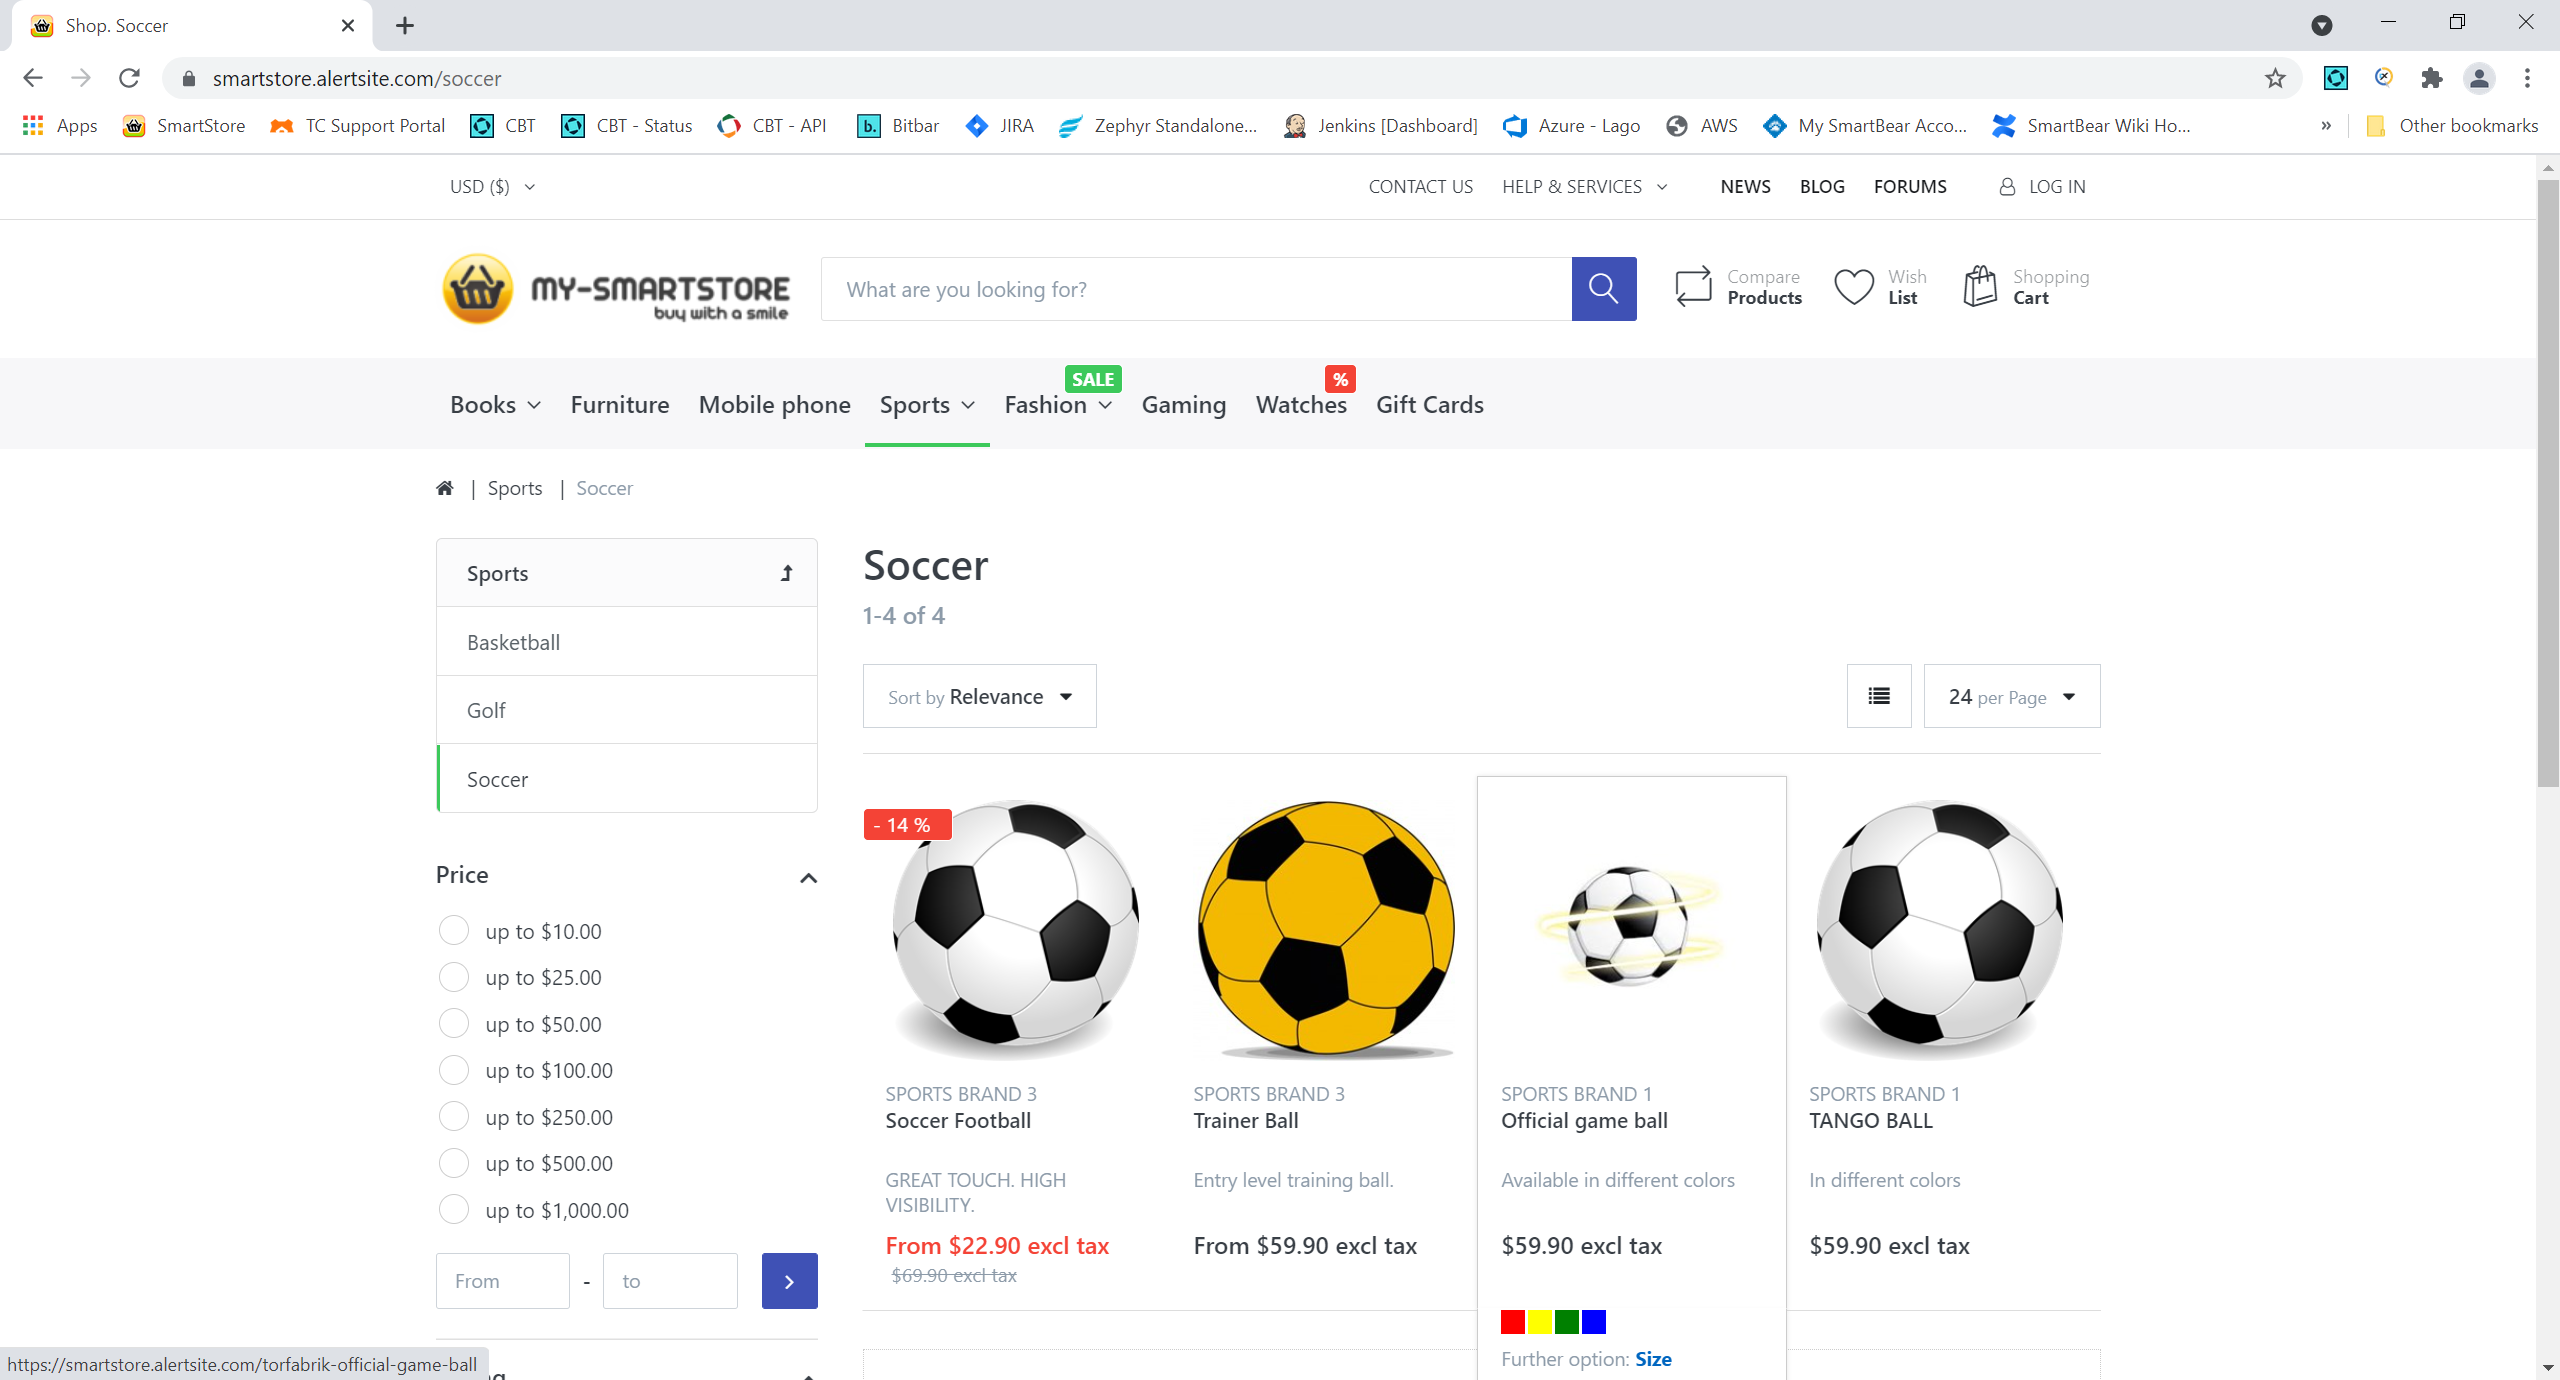 Shop. Soccer
smartstore.alertsite.com/soccer
Apps SmartStore TC Support Portal CBT CBT - Status CBT - API b. Bitbar JIRA Zephyr Standalone... Jenkins [Dashboard] Azure - Lago AWS My SmartBear Acco... SmartBear Wiki Ho... » Other bookmarks
USD ($) CONTACT US HELP & SERVICES NEWS BLOG FORUMS LOG IN
MY-SMARTSTORE
buy with a smile
What are you looking for?
Compare
Products
Wish
List
Shopping
Cart
SALE %
Books Furniture Mobile phone Sports Fashion Gaming Watches Gift Cards
| Sports | Soccer
Sports
Basketball
Golf
Soccer
Price
up to $10.00
up to $25.00
up to $50.00
up to $100.00
up to $250.00
up to $500.00
up to $1,000.00
From - to
Soccer
1-4 of 4
Sort by Relevance
24 per Page
- 14 %
SPORTS BRAND 3
Soccer Football
GREAT TOUCH. HIGH
VISIBILITY.
From $22.90 excl tax
$69.90 excl tax
SPORTS BRAND 3
Trainer Ball
Entry level training ball.
From $59.90 excl tax
SPORTS BRAND 1
Official game ball
Available in different colors
$59.90 excl tax
Further option: Size
SPORTS BRAND 1
TANGO BALL
In different colors
$59.90 excl tax
https://smartstore.alertsite.com/torfabrik-official-game-ball